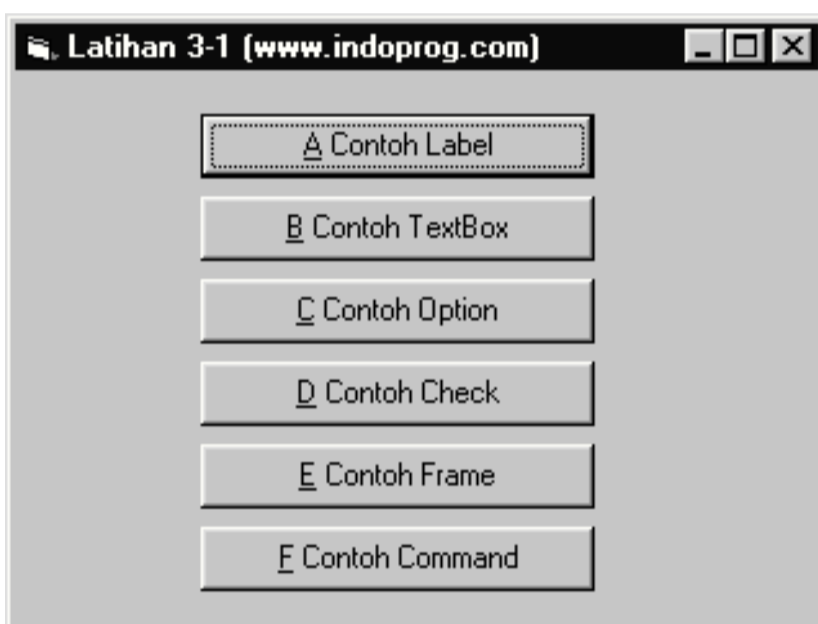 Latihan 3-1 (www.indoprog.com)
A Contoh Label
B Contoh TextBox
C Contoh Option
D Contoh Check
E Contoh Frame
F Contoh Command